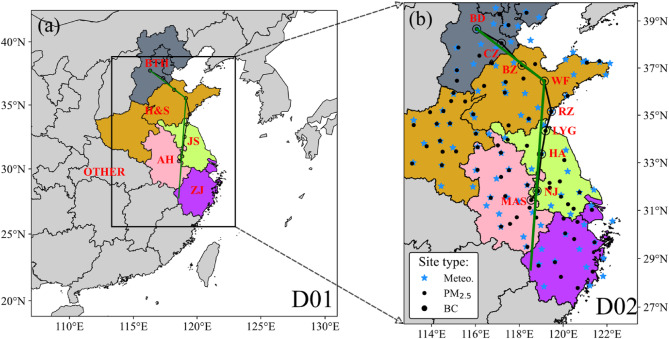 (a)
40°N
35°N
30°N
25°N
20°N
110°E
115°E
120°E
125°E
130°E
BTH
H&S
JS
AH
OTHER
ZJ
D01
(b)
39°N
37°N
35°N
33°N
31°N
29°N
27°N
114°E
116°E
118°E
120°E
122°E
BD
CZ
BZ
WF
RZ
LYG
HA
NJ
MAS
Site type:
Meteo.
PM2.5
BC
D02